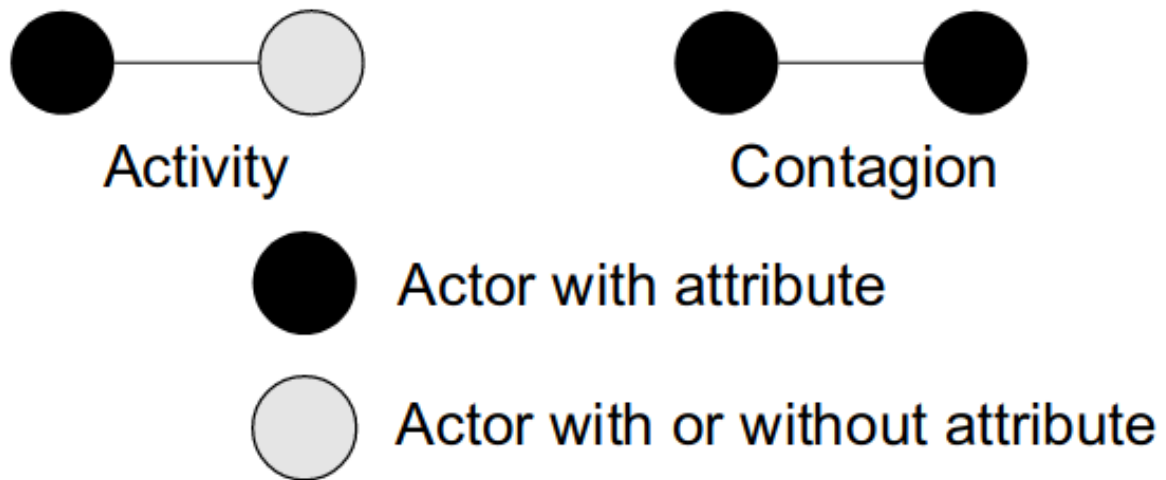 Activity
Contagion
Actor with attribute
Actor with or without attribute